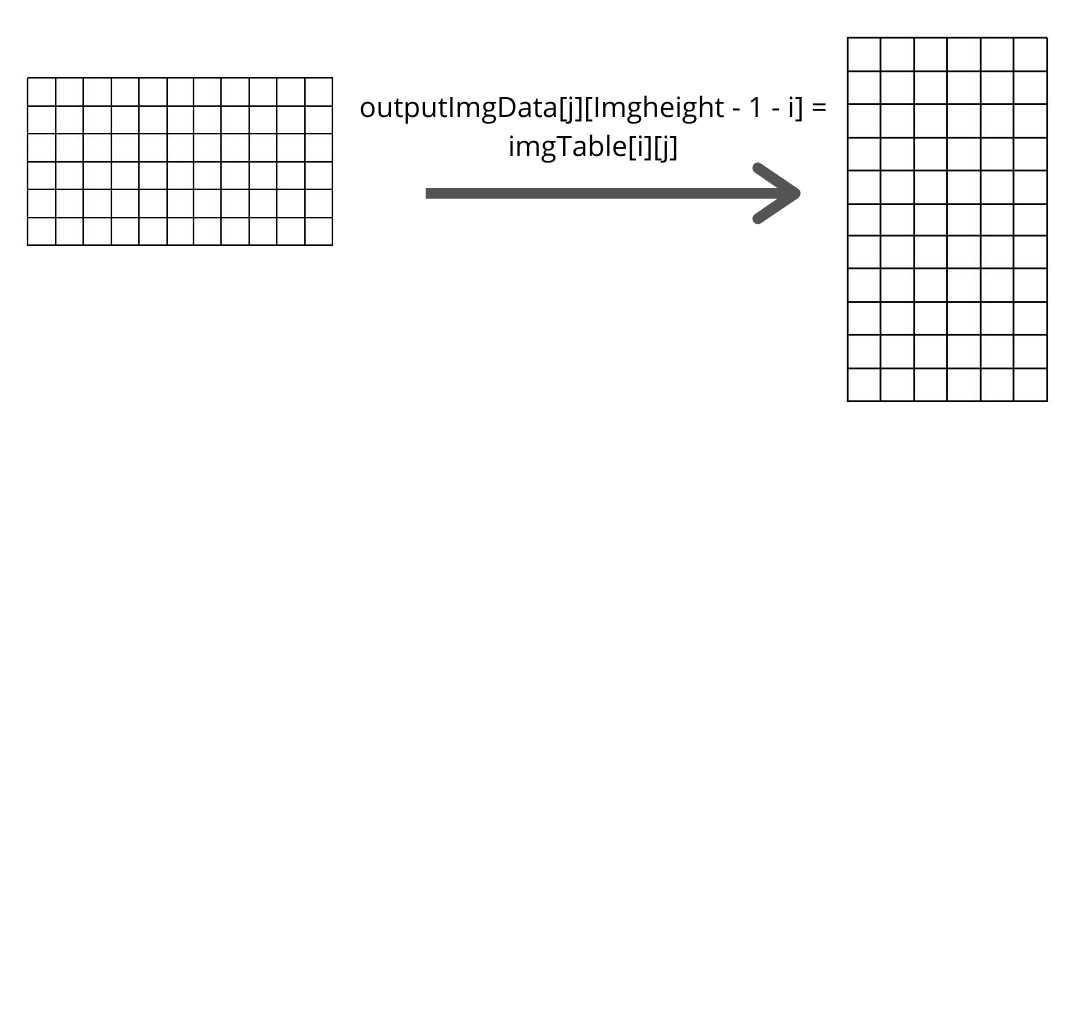 outputImgData[j][Imgheight - 1 - i] =
imgTable[i][j]